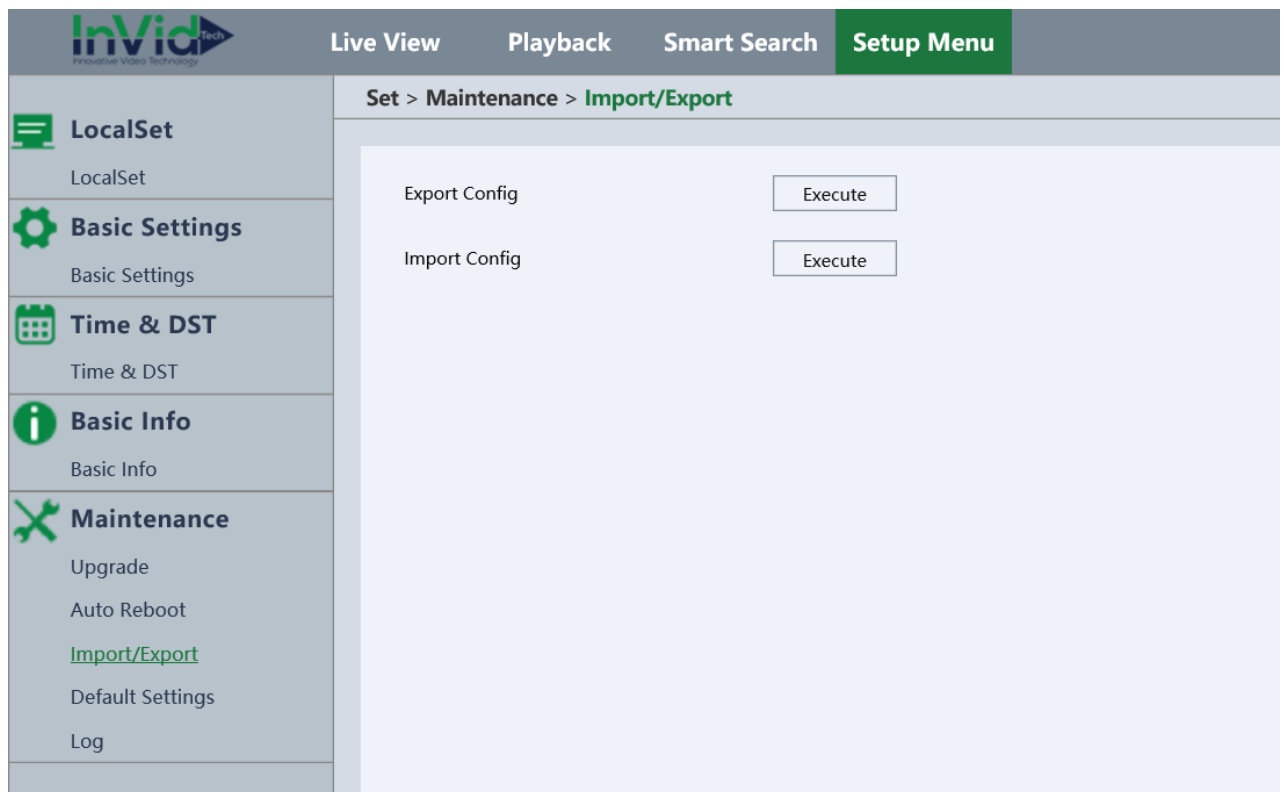 InVid Tech
Innovative Video Technology
Live View Playback Smart Search Setup Menu
Set > Maintenance > Import/Export
LocalSet
LocalSet
Basic Settings
Basic Settings
Time & DST
Time & DST
Basic Info
Basic Info
Maintenance
Upgrade
Auto Reboot
Import/Export
Default Settings
Log
Export Config Execute
Import Config Execute